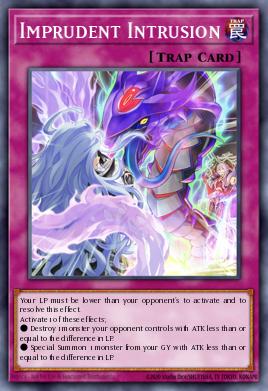 IMPRUDENT INTRUSION
TRAP
罠
[TRAP CARD]
Your LP must be lower than your opponent's to activate and to
resolve this effect.
Activate 1 of these effects;
● Destroy 1 monster your opponent controls with ATK less than or
equal to the difference in LP.
● Special Summon 1 monster from your GY with ATK less than or
equal to the difference in LP.